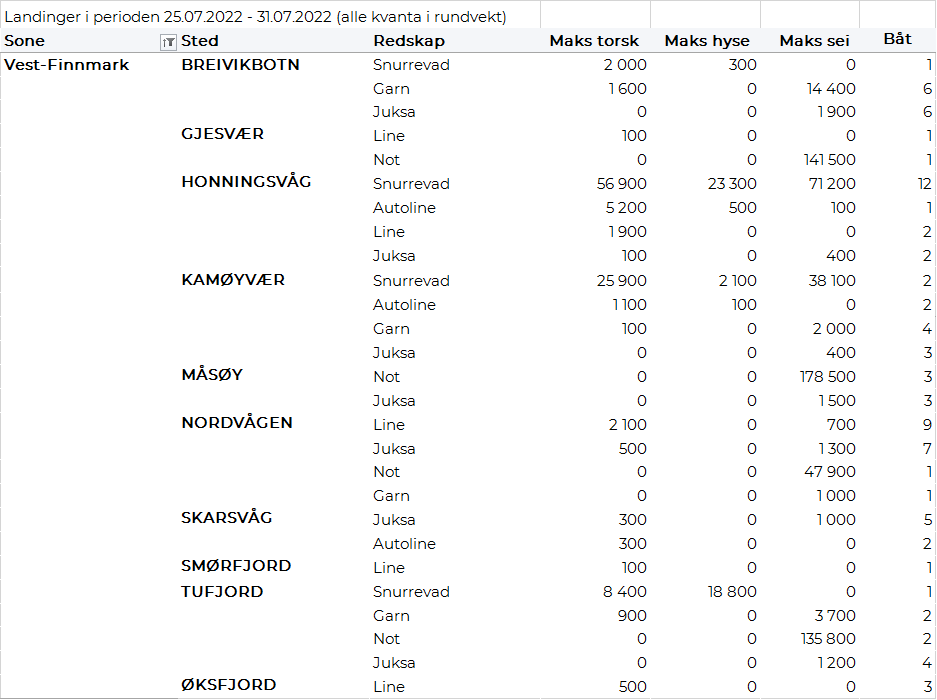 Landinger i perioden 25.07.2022 - 31.07.2022 (alle kvanta i rundvekt)
Sone Sted Redskap Maks torsk Maks hyse Maks sei Båt
Vest-Finnmark BREIVIKBOTN Snurrevad 2 000 300 0 1
Garn 1 600 0 14 400 6
Juksa 0 0 1 900 6
GJESVÆR Line 100 0 0 1
Not 0 0 141 500 1
HONNINGSVÅG Snurrevad 56 900 23 300 71 200 12
Autoline 5 200 500 100 1
Line 1 900 0 0 2
Juksa 100 0 400 2
KAMØYVÆR Snurrevad 25 900 2 100 38 100 2
Autoline 1 100 100 0 2
Garn 100 0 2 000 4
Juksa 0 0 400 3
MÅSØY Not 0 0 178 500 3
Juksa 0 0 1 500 3
NORDVÅGEN Line 2 100 0 700 9
Juksa 500 0 1 300 7
Not 0 0 47 900 1
Garn 0 0 1 000 1
SKARSVÅG Juksa 300 0 1 000 5
Autoline 300 0 0 2
SMØRFJORD Line 100 0 0 1
TUFJORD Snurrevad 8 400 18 800 0 1
Garn 900 0 3 700 2
Not 0 0 135 800 2
Juksa 0 0 1 200 4
ØKSFJORD Line 500 0 0 3